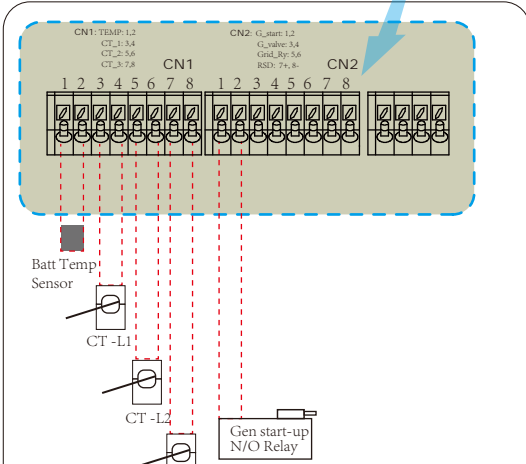 CN1: TEMP: 1,2
CT_1: 3,4
CT_2: 5,6
CT_3: 7,8
CN1
CN2: G_start: 1,2
G_valve: 3,4
Grid_Ry: 5,6
RSD: 7+, 8-
CN2
1 2 3 4 5 6 7 8
1 2 3 4 5 6 7 8
Batt Temp
Sensor
CT -L1
CT -L2
Gen start-up
N/O Relay